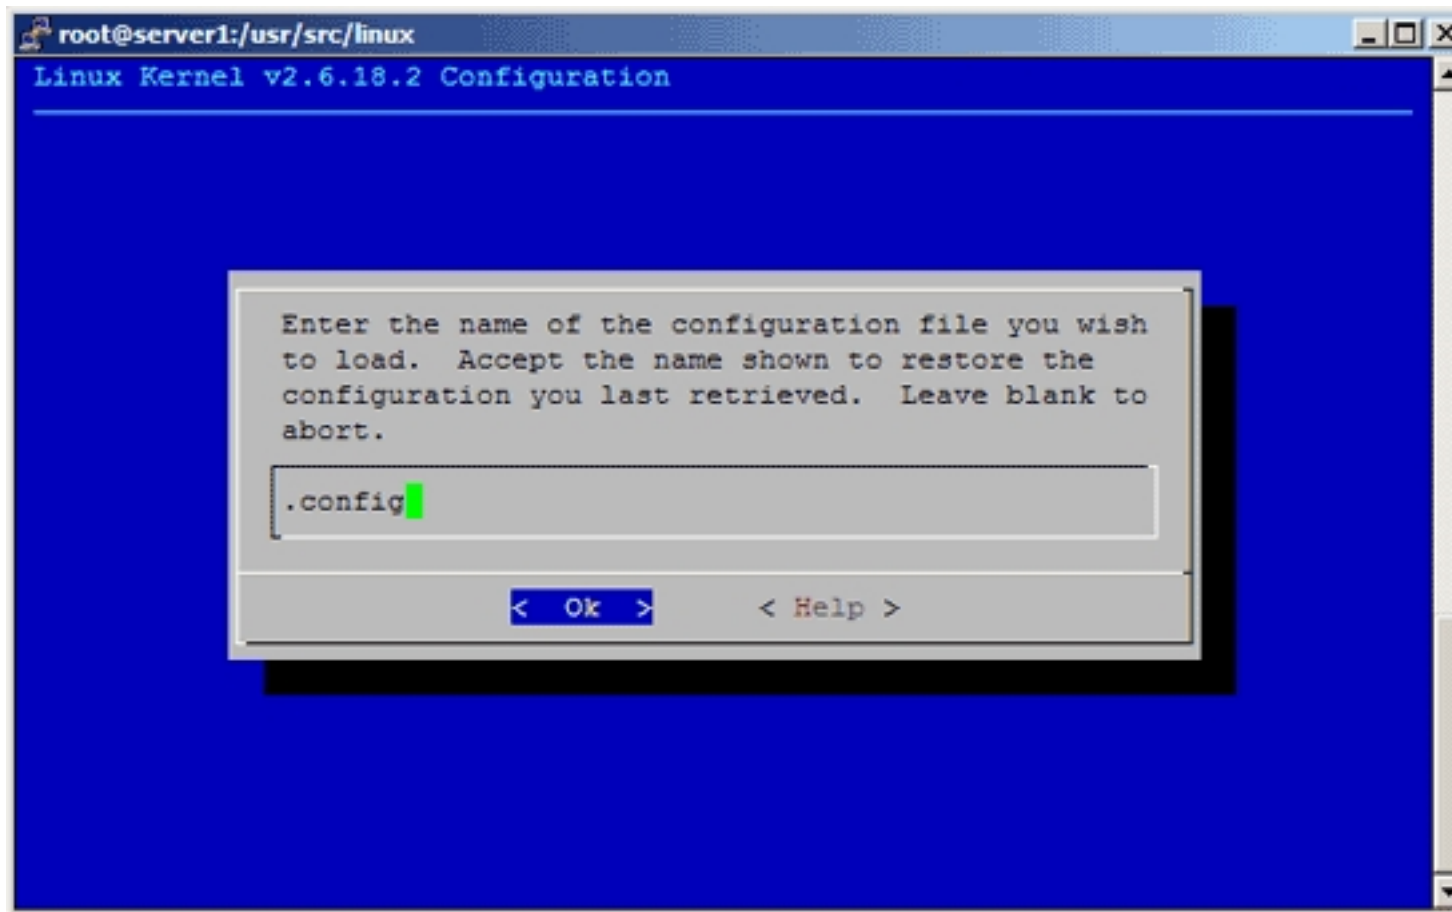 root@server1:/usr/src/linux
Linux Kernel v2.6.18.2 Configuration
Enter the name of the configuration file you wish
to load.  Accept the name shown to restore the
configuration you last retrieved.  Leave blank to
abort.
.config
<  Ok  > < Help >